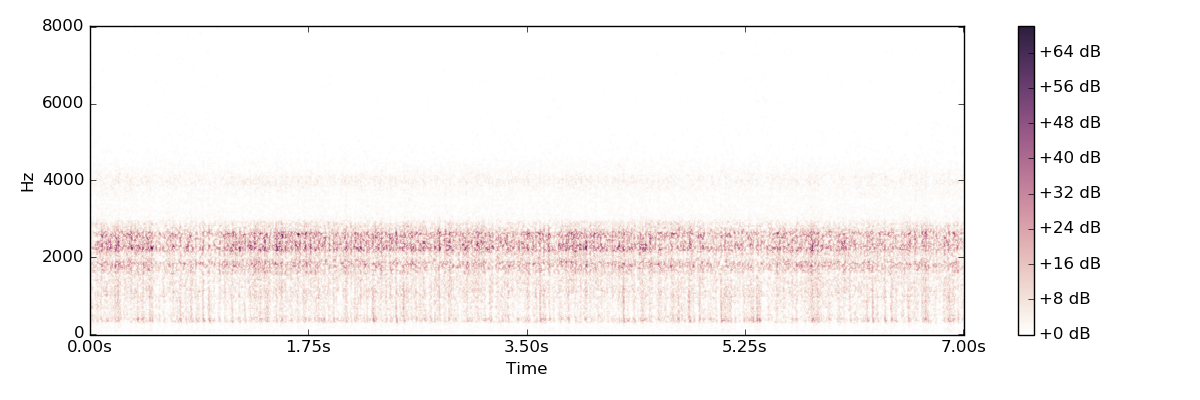 8000
6000
4000
2000
0
Hz
0.00s 1.75s 3.50s 5.25s 7.00s
Time
+64 dB
+56 dB
+48 dB
+40 dB
+32 dB
+24 dB
+16 dB
+8 dB
+0 dB